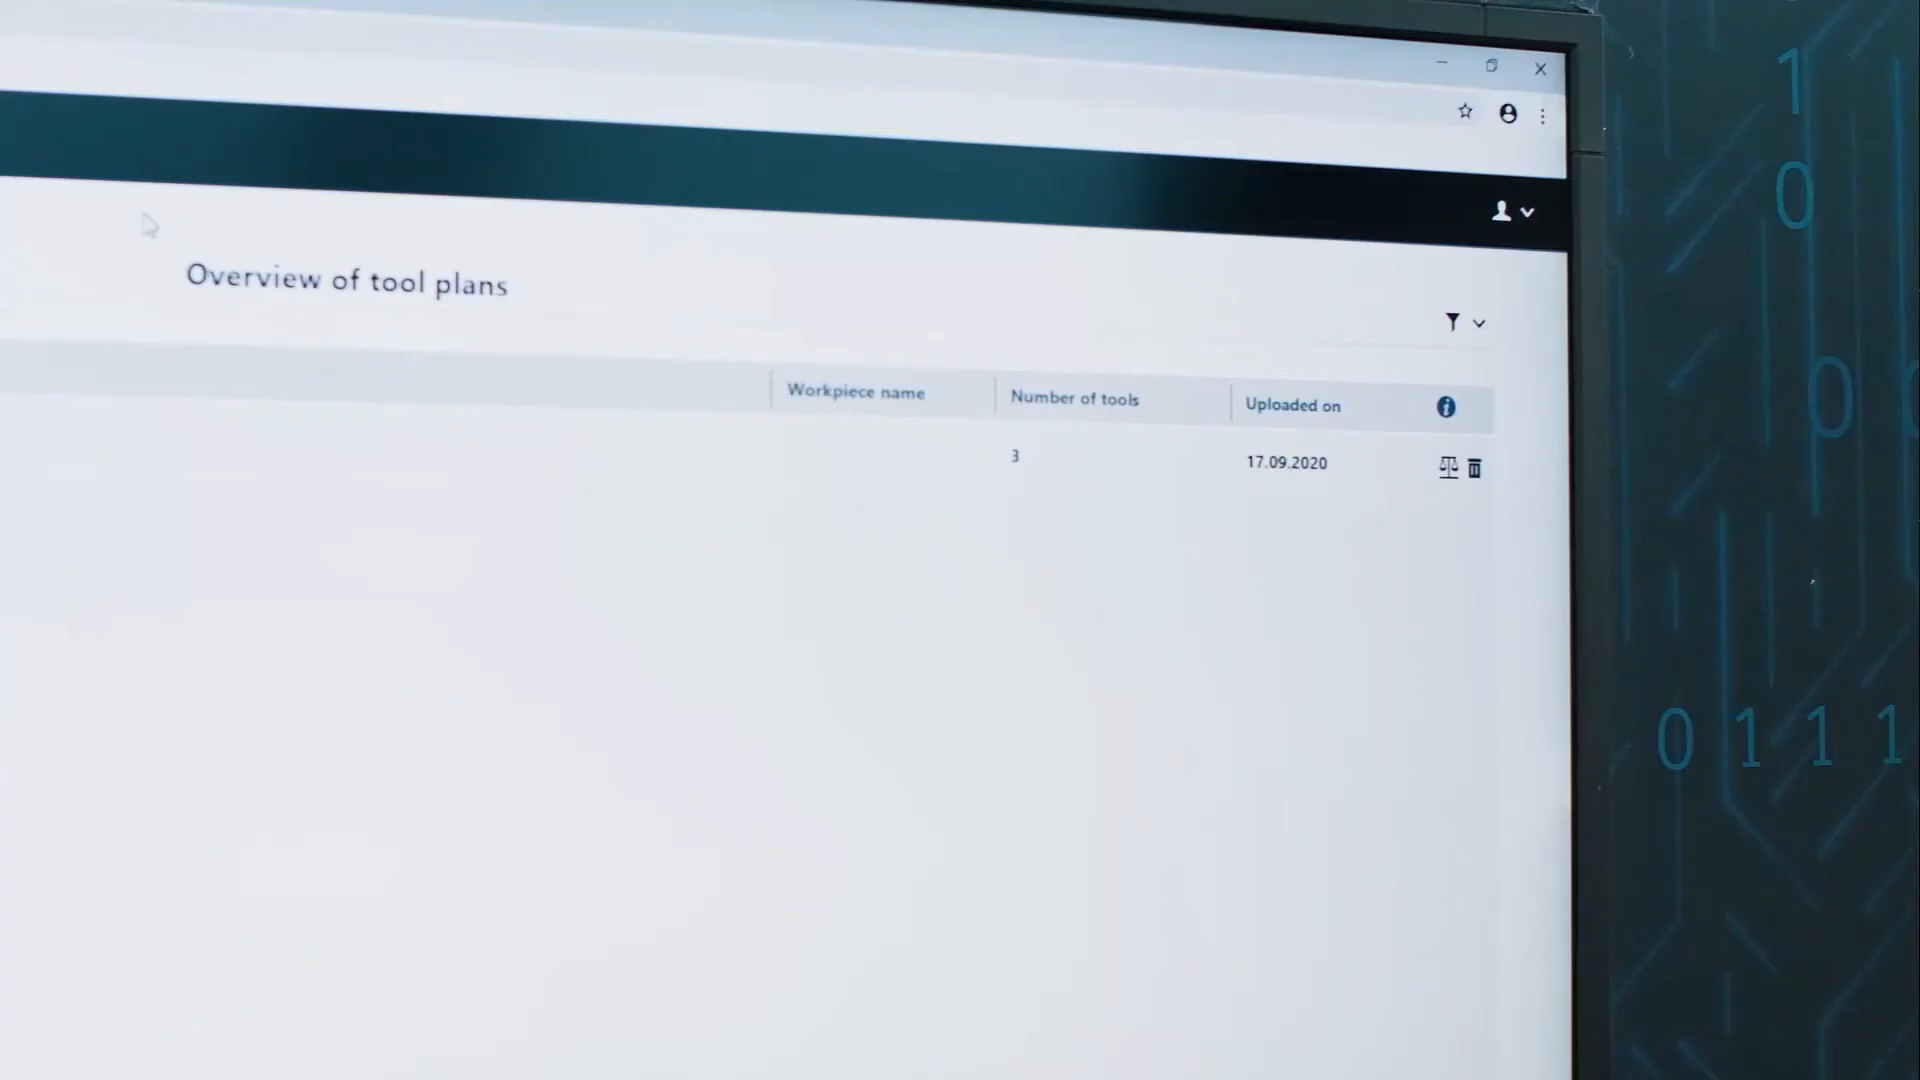 Overview of tool plans
Workpiece name
Number of tools
Uploaded on
3
17.09.2020
1
0
0
0 1 1 1 1